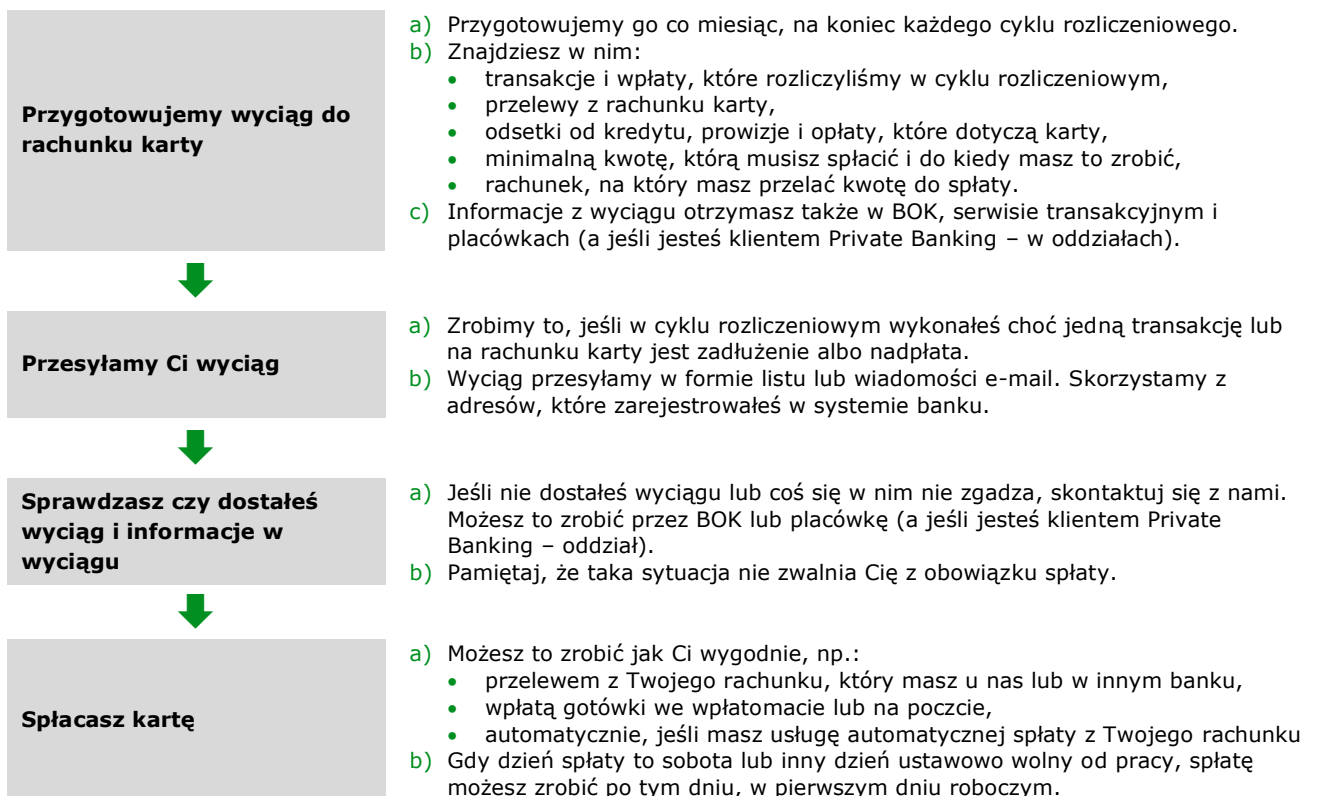 Przygotowujemy wyciąg do
rachunku karty
a) Przygotowujemy go co miesiąc, na koniec każdego cyklu rozliczeniowego.
b) Znajdziesz w nim:
• transakcje i wpłaty, które rozliczyliśmy w cyklu rozliczeniowym,
• przelewy z rachunku karty,
• odsetki od kredytu, prowizje i opłaty, które dotyczą karty,
• minimalną kwotę, którą musisz spłacić i do kiedy masz to zrobić,
• rachunek, na który masz przelać kwotę do spłaty.
c) Informacje z wyciągu otrzymasz także w BOK, serwisie transakcyjnym i
placówkach (a jeśli jesteś klientem Private Banking – w oddziałach).
Przesyłamy Ci wyciąg
a) Zrobimy to, jeśli w cyklu rozliczeniowym wykonałeś choć jedną transakcję lub
na rachunku karty jest zadłużenie albo nadpłata.
b) Wyciąg przesyłamy w formie listu lub wiadomości e-mail. Skorzystamy z
adresów, które zarejestrowałeś w systemie banku.
Sprawdzasz czy dostałeś
wyciąg i informacje w
wyciągu
a) Jeśli nie dostałeś wyciągu lub coś się w nim nie zgadza, skontaktuj się z nami.
Możesz to zrobić przez BOK lub placówkę (a jeśli jesteś klientem Private
Banking – oddział).
b) Pamiętaj, że taka sytuacja nie zwalnia Cię z obowiązku spłaty.
Spłacasz kartę
a) Możesz to zrobić jak Ci wygodnie, np.:
• przelewem z Twojego rachunku, który masz u nas lub w innym banku,
• wpłatą gotówki we wpłatomacie lub na poczcie,
• automatycznie, jeśli masz usługę automatycznej spłaty z Twojego rachunku
b) Gdy dzień spłaty to sobota lub inny dzień ustawowo wolny od pracy, spłatę
możesz zrobić po tym dniu, w pierwszym dniu roboczym.